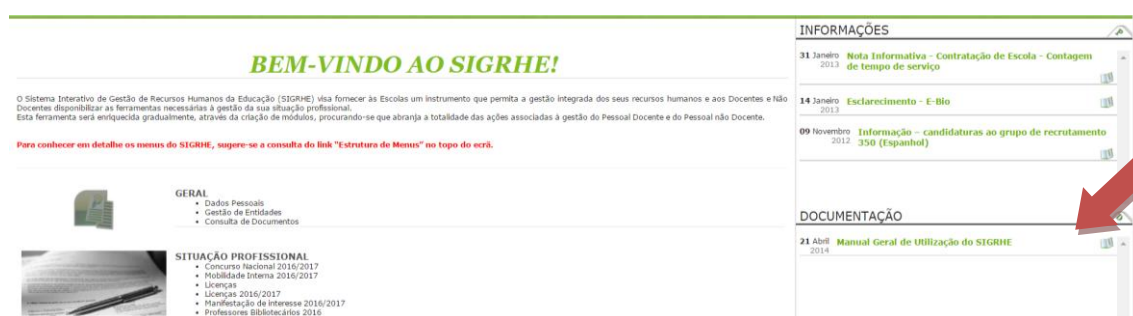 BEM-VINDO AO SIGRHE!
O Sistema Interativo de Gestão de Recursos Humanos da Educação (SIGRHE) visa fornecer às Escolas um instrumento que permita a gestão integrada dos seus recursos humanos e aos Docentes e Não
Docentes disponibilizar as ferramentas necessárias à gestão da sua situação profissional.
Esta ferramenta será enriquecida gradualmente, através da criação de módulos, procurando-se que abranja a totalidade das ações associadas à gestão do Pessoal Docente e do Pessoal não Docente.
Para conhecer em detalhe os menus do SIGRHE, sugere-se a consulta do link "Estrutura de Menus" no topo do ecrã.
GERAL
• Dados Pessoais
• Gestão de Entidades
• Consulta de Documentos
SITUAÇÃO PROFISSIONAL
• Concurso Nacional 2016/2017
• Mobilidade Interna 2016/2017
• Licenças
• Licenças 2016/2017
• Manifestação de interesse 2016/2017
• Professores Bibliotecários 2016
INFORMAÇÕES
31 Janeiro Nota Informativa - Contratação de Escola - Contagem
2013 de tempo de serviço
14 Janeiro Esclarecimento - E-Bio
2013
09 Novembro Informação – candidaturas ao grupo de recrutamento
2012 350 (Espanhol)
DOCUMENTAÇÃO
21 Abril Manual Geral de Utilização do SIGRHE
2014